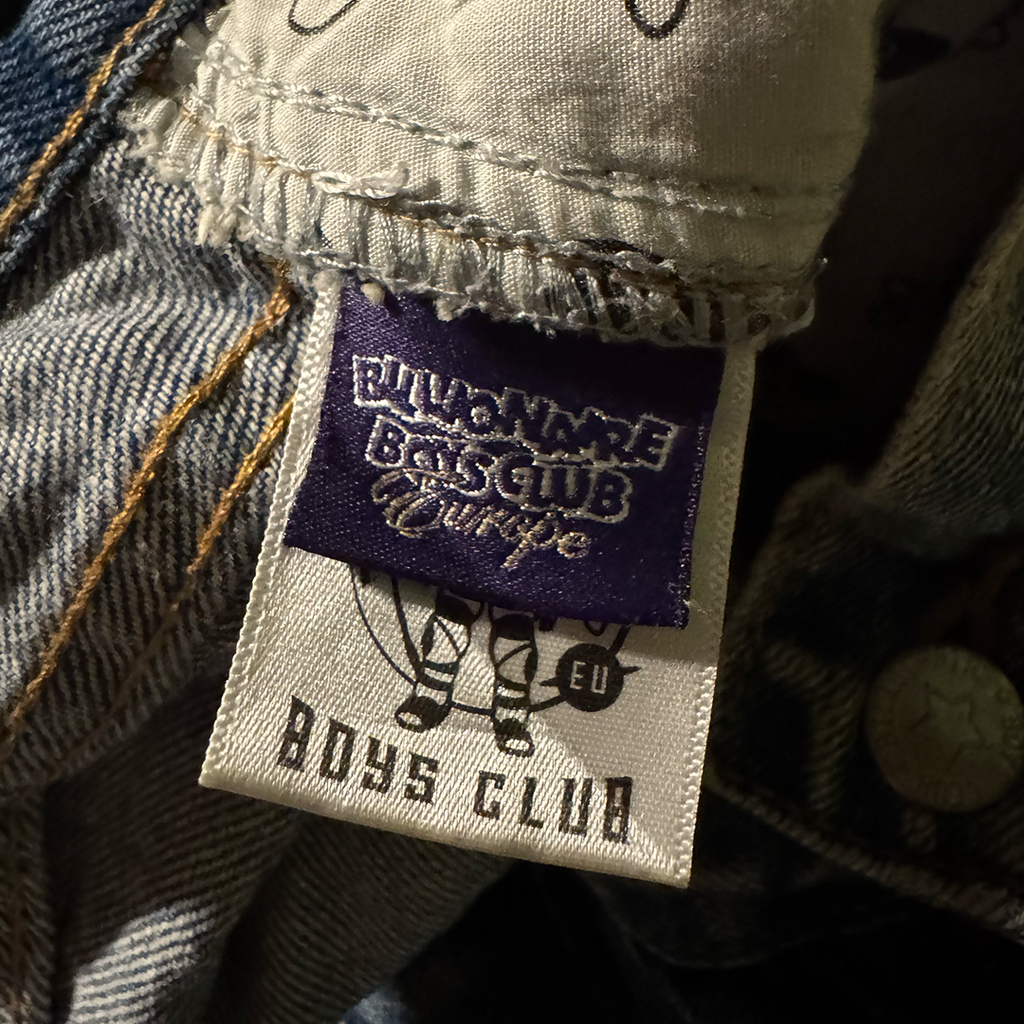 BILLIONAIRE
BOYS CLUB
Europe
EU
BOYS CLUB